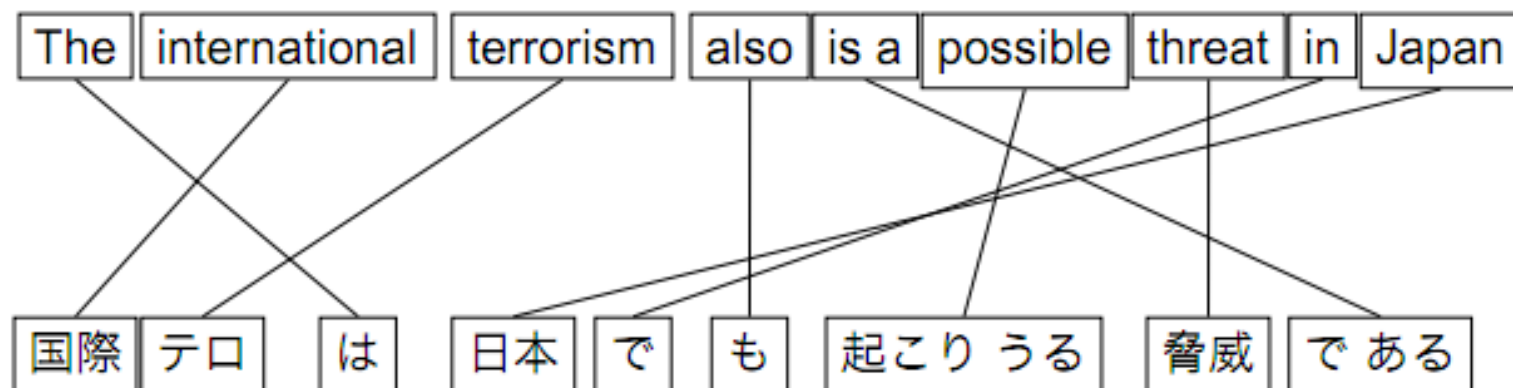 The international terrorism also is a possible threat in Japan
国際 テロ は 日本 で も 起こり うる 脅威 で ある